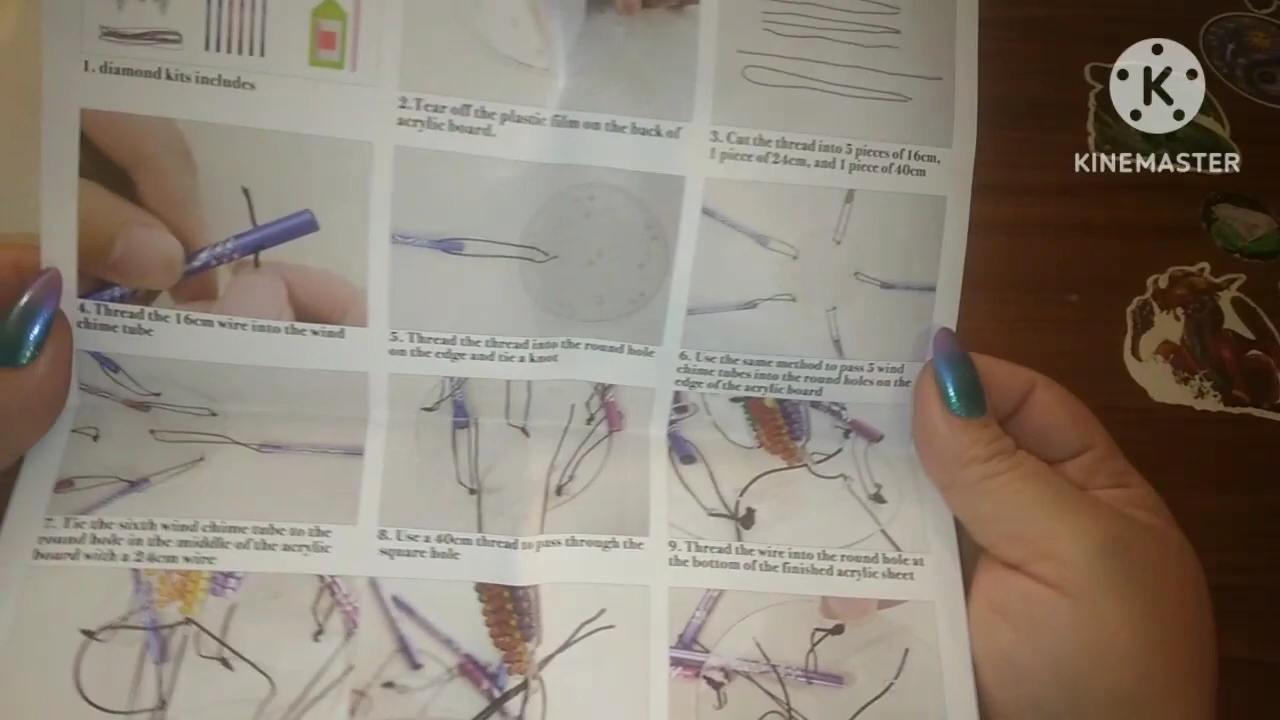 1. diamond kits includes
2.Tear off the plastic film on the back of
acrylic board.
3. Cut the thread into 5 pieces of 16cm,
1 piece of 24cm, and 1 piece of 40cm
4. Thread the 16cm wire into the wind
chime tube
5. Thread the thread into the round hole
on the edge and tie a knot
6. Use the same method to pass 5 wind
chime tubes into the round holes on the
edge of the acrylic board
7. Tie the sixth wind chime tube to the
round hole in the middle of the acrylic
board with a 24cm wire
8. Use a 40cm thread to pass through the
square hole
9. Thread the wire into the round hole at
the bottom of the finished acrylic sheet
K
KINEMASTER